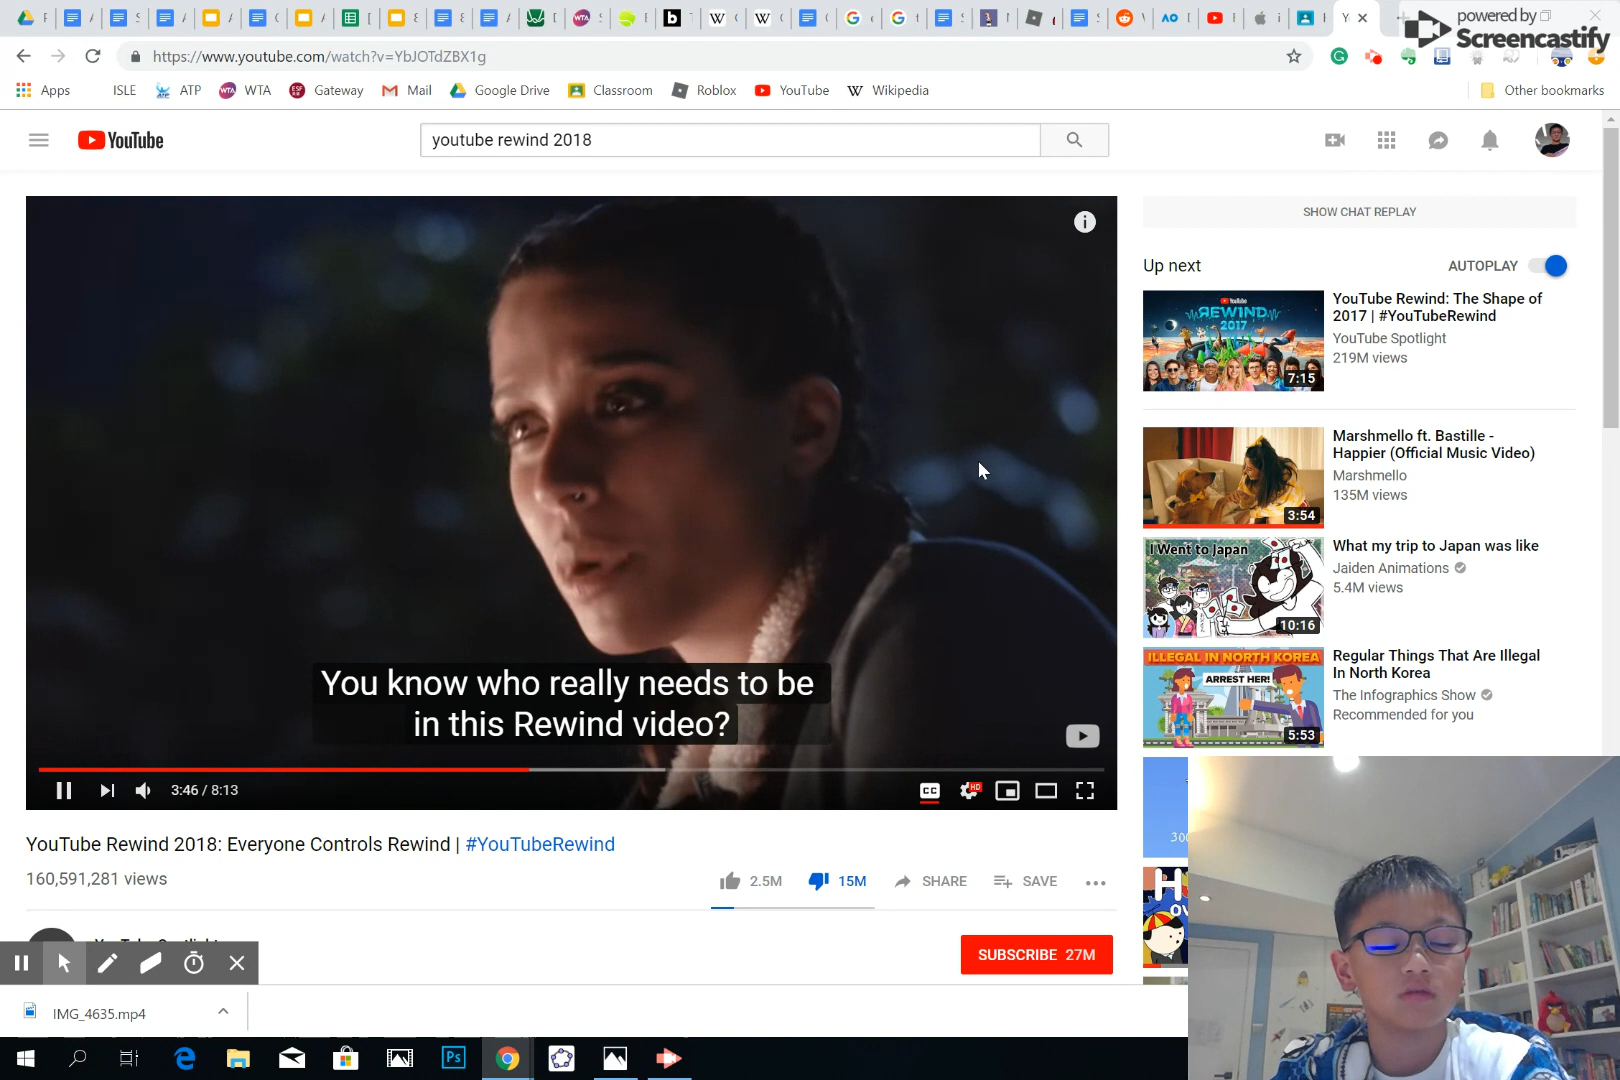 powered by
Screencastify
https://www.youtube.com/watch?v=YbJOTdZBX1g
Apps
ISLE
ATP
WTA
Gateway
Mail
Google Drive
Classroom
Roblox
YouTube
Wikipedia
Other bookmarks
YouTube
youtube rewind 2018
SHOW CHAT REPLAY
Up next
AUTOPLAY
REWIND
2017
7:15
YouTube Rewind: The Shape of
2017 | #YouTubeRewind
YouTube Spotlight
219M views
3:54
Marshmello ft. Bastille -
Happier (Official Music Video)
Marshmello
135M views
I Went to Japan
10:16
What my trip to Japan was like
Jaiden Animations
5.4M views
ILLEGAL IN NORTH KOREA
ARREST HER!
5:53
Regular Things That Are Illegal
In North Korea
The Infographics Show
Recommended for you
You know who really needs to be
in this Rewind video?
3:46 / 8:13
CC
HD
YouTube Rewind 2018: Everyone Controls Rewind | #YouTubeRewind
160,591,281 views
2.5M
15M
SHARE
SAVE
SUBSCRIBE 27M
IMG_4635.mp4
Ps